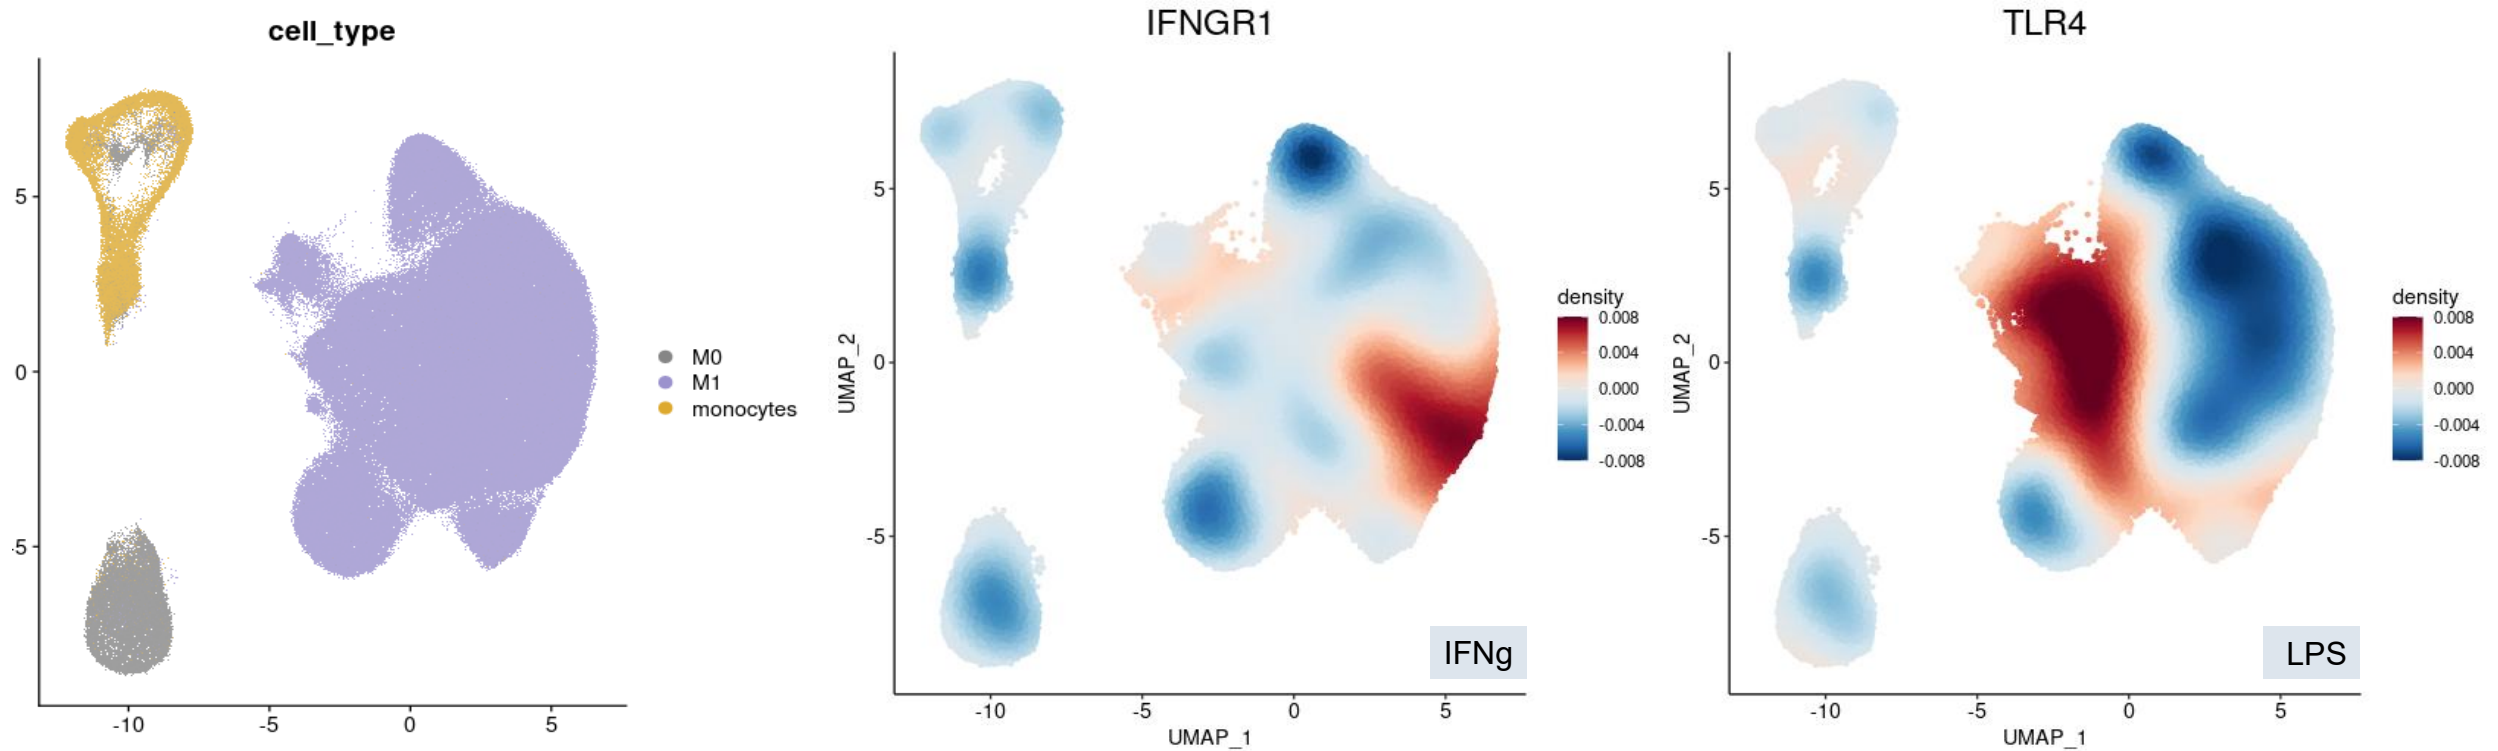 cell_type
5
0
-5
-10
-5
0
5
M0
M1
monocytes
IFNGR1
UMAP_2
5
0
-5
-10
-5
0
5
UMAP_1
density
0.008
0.004
0.000
-0.004
-0.008
IFNg
TLR4
UMAP_2
5
0
-5
-10
-5
0
5
UMAP_1
density
0.008
0.004
0.000
-0.004
-0.008
LPS